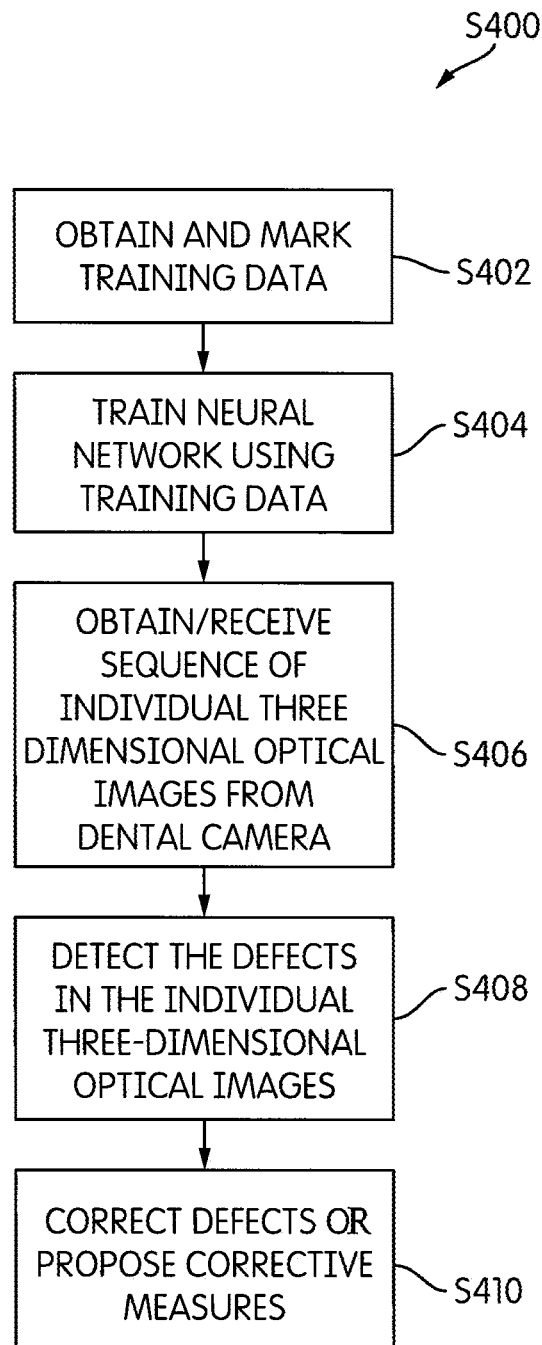 S400
OBTAIN AND MARK
TRAINING DATA
S402
TRAIN NEURAL
NETWORK USING
TRAINING DATA
S404
OBTAIN/RECEIVE
SEQUENCE OF
INDIVIDUAL THREE
DIMENSIONAL OPTICAL
IMAGES FROM
DENTAL CAMERA
S406
DETECT THE DEFECTS
IN THE INDIVIDUAL
THREE-DIMENSIONAL
OPTICAL IMAGES
S408
CORRECT DEFECTS OR
PROPOSE CORRECTIVE
MEASURES
S410